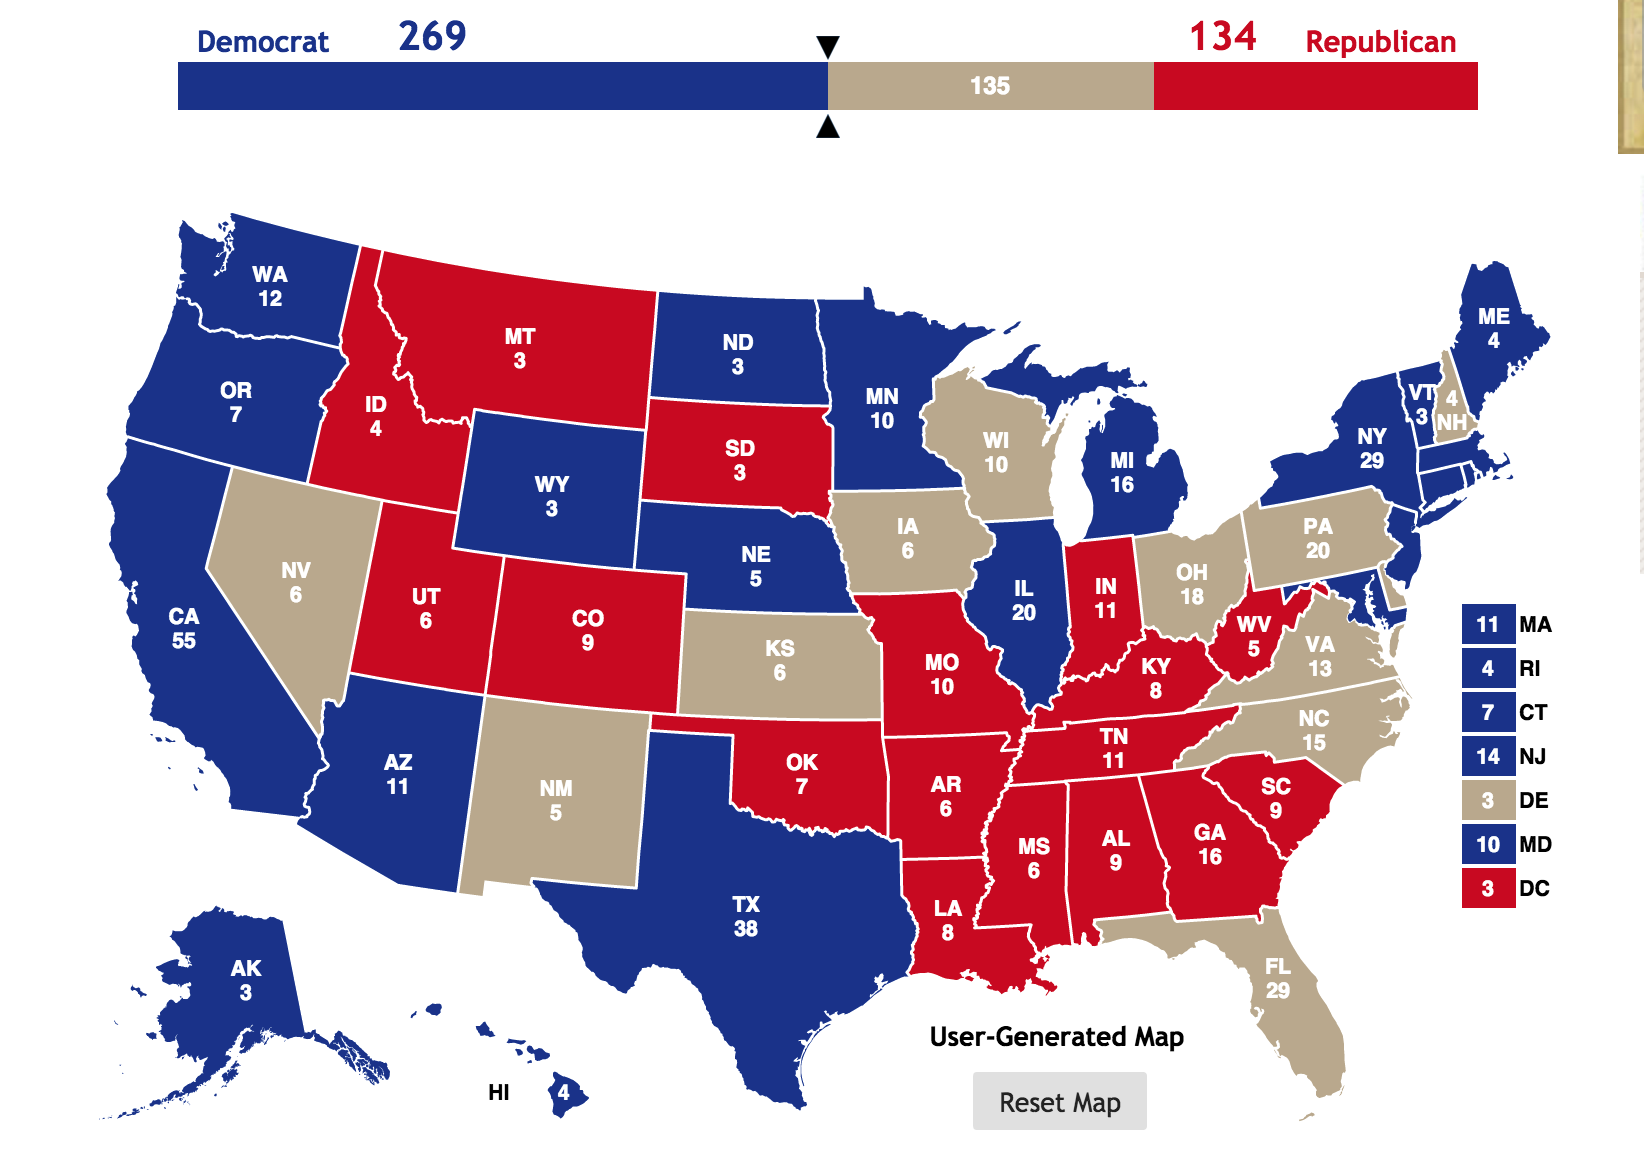 Democrat 269 134 Republican
135
WA
12
OR
7
CA
55
NV
6
ID
4
MT
3
WY
3
UT
6
CO
9
AZ
11
NM
5
ND
3
SD
3
NE
5
KS
6
OK
7
TX
38
MN
10
IA
6
MO
10
AR
6
LA
8
WI
10
IL
20
MI
16
IN
11
OH
18
KY
8
TN
11
MS
6
AL
9
GA
16
FL
29
SC
9
NC
15
VA
13
WV
5
PA
20
NY
29
VT
3
4
NH
ME
4
11 MA
4 RI
7 CT
14 NJ
3 DE
10 MD
3 DC
AK
3
HI 4
User-Generated Map
Reset Map